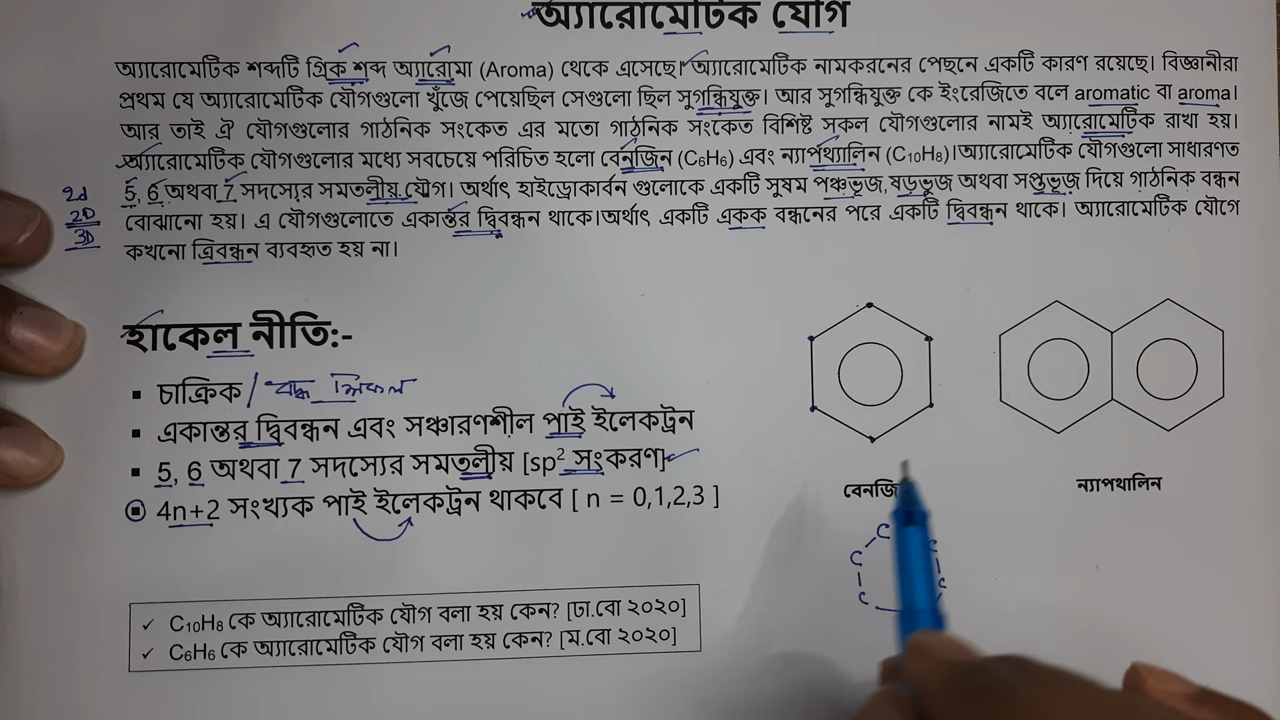 অ্যারোমেটিক যৌগ
অ্যারোমেটিক শব্দটি গ্রিক শব্দ অ্যারোমা (Aroma) থেকে এসেছে। অ্যারোমেটিক নামকরনের পেছনে একটি কারণ রয়েছে। বিজ্ঞানীরা
প্রথম যে অ্যারোমেটিক যৌগগুলো খুঁজে পেয়েছিল সেগুলো ছিল সুগন্ধিযুক্ত। আর সুগন্ধিযুক্ত কে ইংরেজিতে বলে aromatic বা aroma।
আর তাই ঐ যৌগগুলোর গাঠনিক সংকেত এর মতো গাঠনিক সংকেত বিশিষ্ট সকল যৌগগুলোর নামই অ্যারোমেটিক রাখা হয়।
অ্যারোমেটিক যৌগগুলোর মধ্যে সবচেয়ে পরিচিত হলো বেনজিন (C6H6) এবং ন্যাপথ্যালিন (C10H8)।অ্যারোমেটিক যৌগগুলো সাধারণত
5, 6 অথবা 7 সদস্যের সমতলীয় যৌগ। অর্থাৎ হাইড্রোকার্বন গুলোকে একটি সুষম পঞ্চভূজ,ষড়ভূজ অথবা সপ্তভূজ দিয়ে গাঠনিক বন্ধন
বোঝানো হয়। এ যৌগগুলোতে একান্তর দ্বিবন্ধন থাকে।অর্থাৎ একটি একক বন্ধনের পরে একটি দ্বিবন্ধন থাকে। অ্যারোমেটিক যৌগে
কখনো ত্রিবন্ধন ব্যবহৃত হয় না।
2d
2D
3D
হাকেল নীতি:-
▪ চাক্রিক / বদ্ধ শিকল
▪ একান্তর দ্বিবন্ধন এবং সঞ্চারণশীল পাই ইলেকট্রন
▪ 5, 6 অথবা 7 সদস্যের সমতলীয় [sp² সংকরণ]
▪ 4n+2 সংখ্যক পাই ইলেকট্রন থাকবে [ n = 0,1,2,3 ]
বেনজি
ন্যাপথালিন
C
C C
C C
✓ C10H8 কে অ্যারোমেটিক যৌগ বলা হয় কেন? [ঢা.বো ২০২০]
✓ C6H6 কে অ্যারোমেটিক যৌগ বলা হয় কেন? [ম.বো ২০২০]